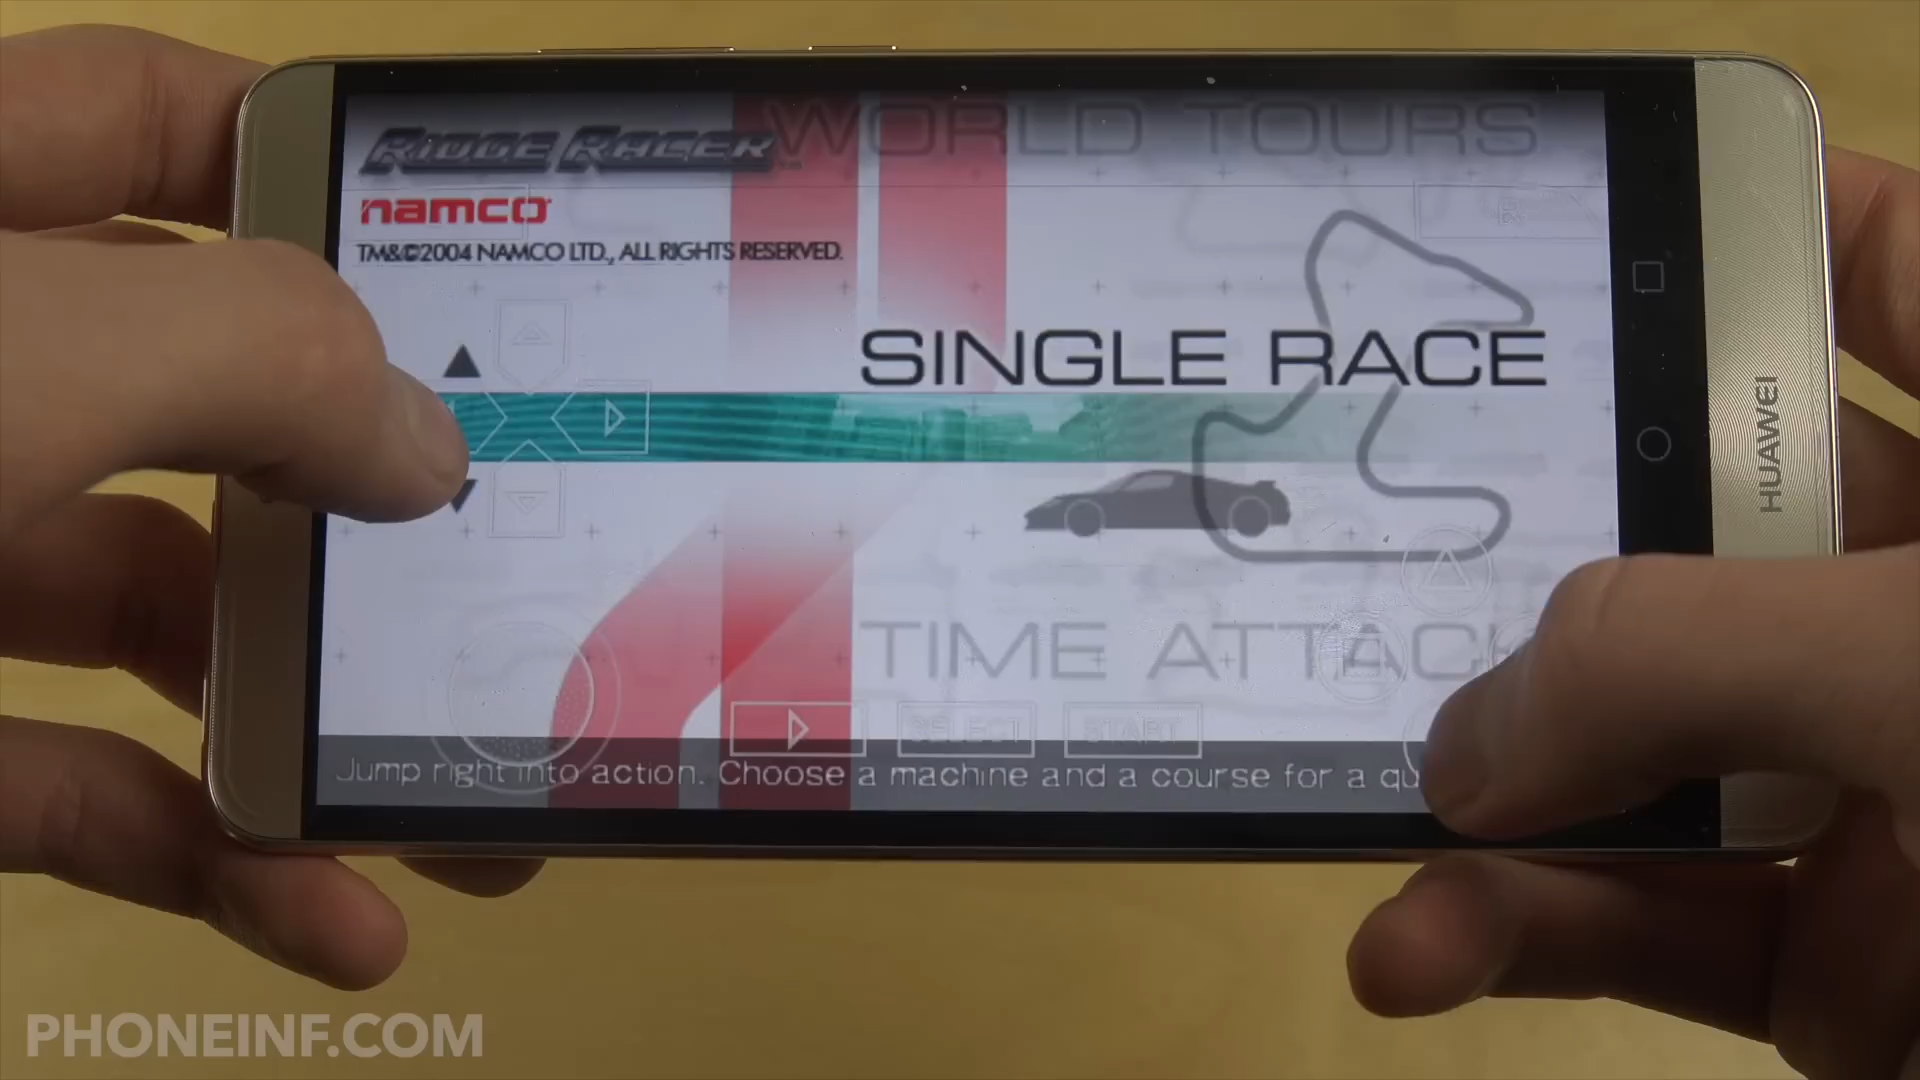 RIDGE RACER
WORLD TOURS
namco
TM&©2004 NAMCO LTD., ALL RIGHTS RESERVED.
R
SINGLE RACE
HUAWEI
TIME ATTACK
SELECT
START
Jump right into action. Choose a machine and a course for a qu
PHONEINF.COM